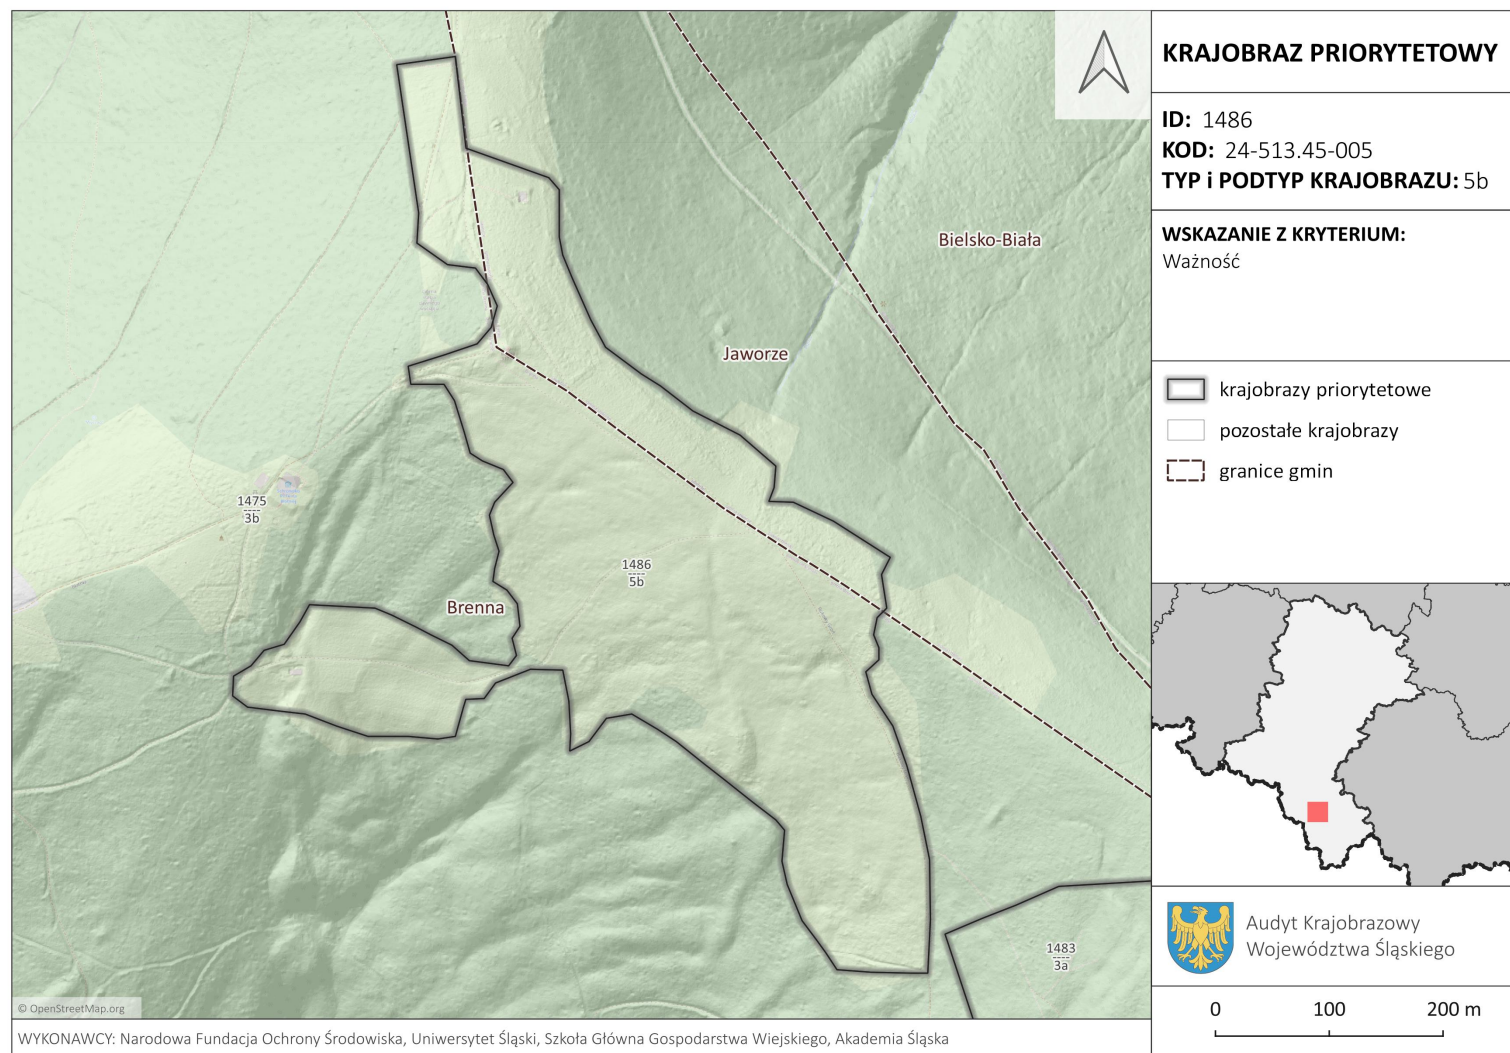 KRAJOBRAZ PRIORYTETOWY
ID: 1486
KOD: 24-513.45-005
TYP i PODTYP KRAJOBRAZU: 5b
WSKAZANIE Z KRYTERIUM:
Ważność
krajobrazy priorytetowe
pozostałe krajobrazy
granice gmin
Bielsko-Biała
Jaworze
1475
3b
1486
5b
Brenna
1483
3a
Audyt Krajobrazowy
Województwa Śląskiego
0 100 200 m
© OpenStreetMap.org
WYKONAWCY: Narodowa Fundacja Ochrony Środowiska, Uniwersytet Śląski, Szkoła Główna Gospodarstwa Wiejskiego, Akademia Śląska